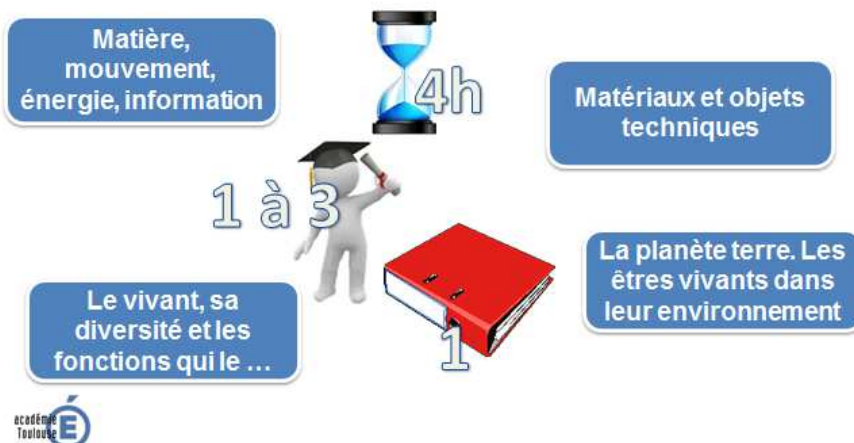 Matière,
mouvement,
énergie, information
4h
Matériaux et objets
techniques
1 à 3
La planète terre. Les
êtres vivants dans
leur environnement
Le vivant, sa
diversité et les
fonctions qui le ...
1
académie
Toulouse
É